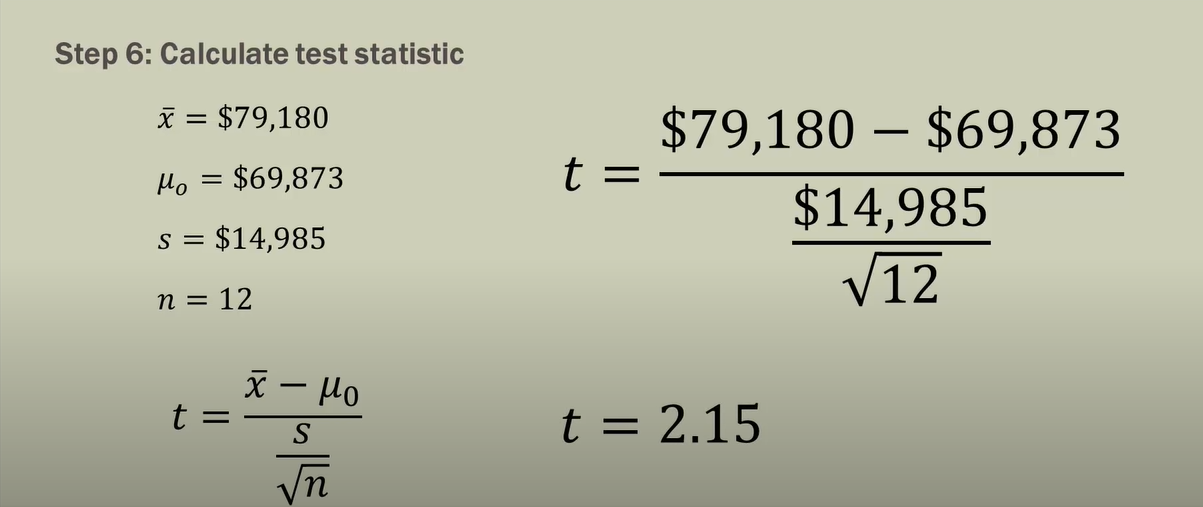 Step 6: Calculate test statistic
x̄ = $79,180
μₒ = $69,873
s = $14,985
n = 12
t = (x̄ − μ₀) / (s / √n)
t = ($79,180 − $69,873) / ($14,985 / √12)
t = 2.15